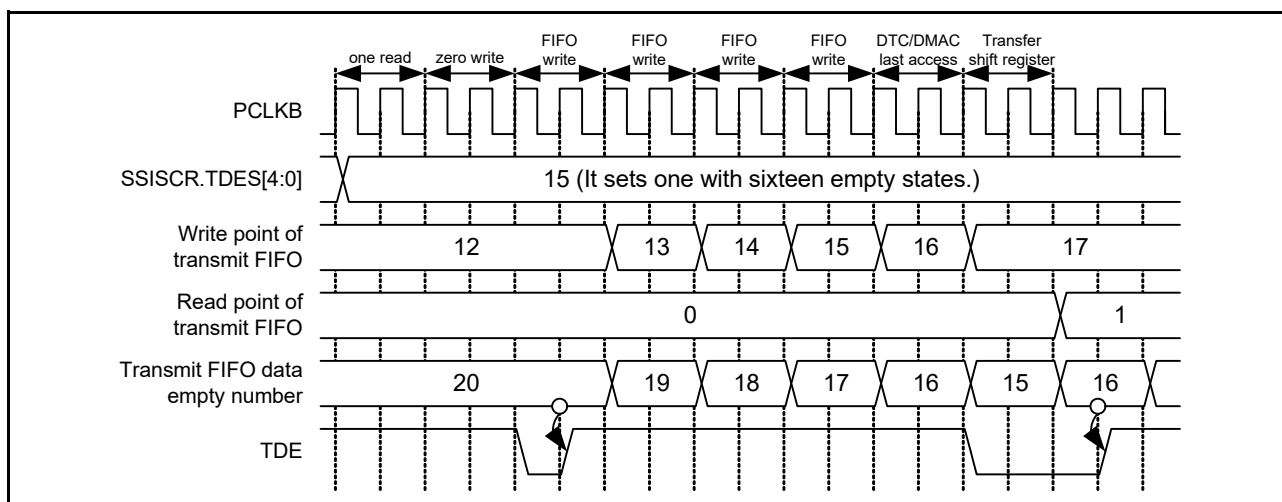 one read
zero write
FIFO
write
FIFO
write
FIFO
write
FIFO
write
DTC/DMAC
last access
Transfer
shift register
PCLKB
SSISCR.TDES[4:0]
15 (It sets one with sixteen empty states.)
Write point of
transmit FIFO
12
13
14
15
16
17
Read point of
transmit FIFO
0
1
Transmit FIFO data
empty number
20
19
18
17
16
15
16
TDE